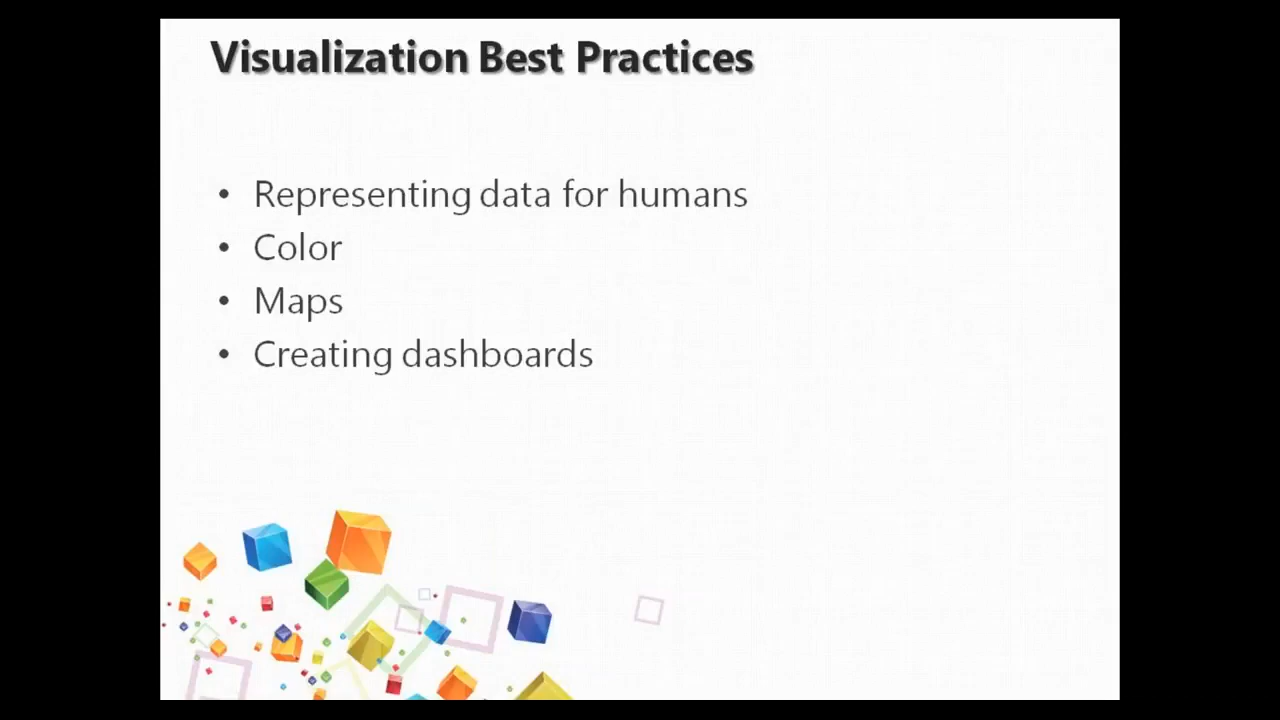 Visualization Best Practices
• Representing data for humans
• Color
• Maps
• Creating dashboards